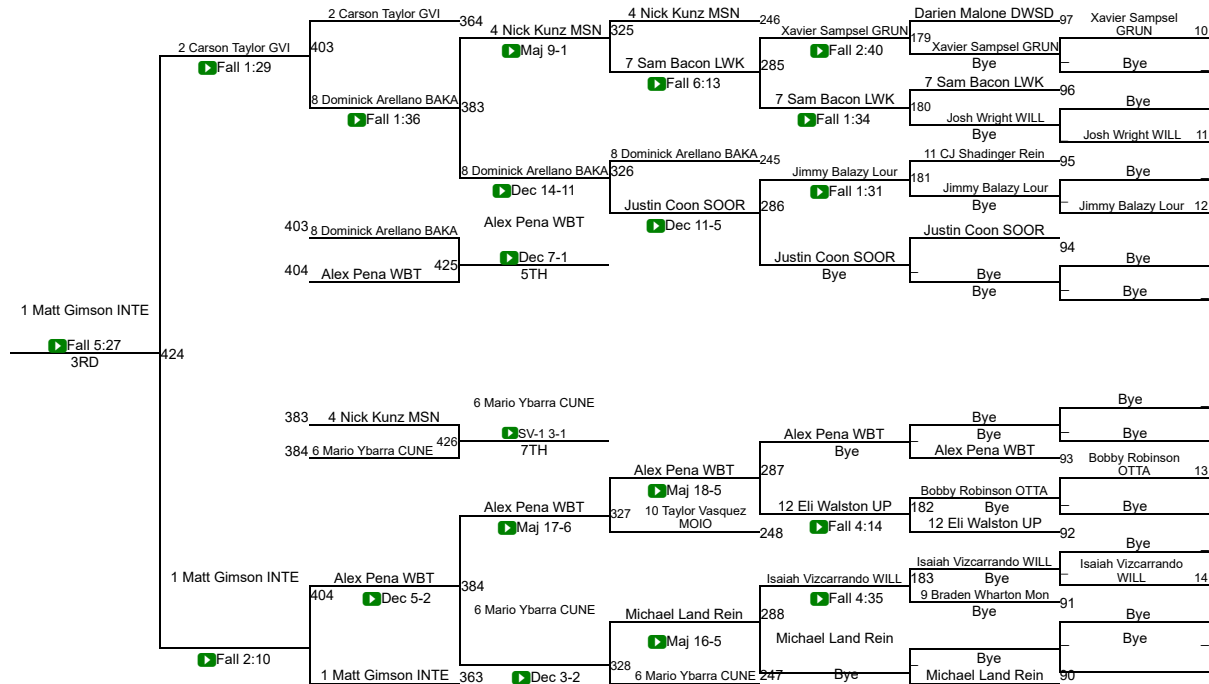 2 Carson Taylor GVI 364
4 Nick Kunz MSN 246
Darien Malone DWSD 97
Xavier Sampsel
GRUN 10
2 Carson Taylor GVI 403
4 Nick Kunz MSN 325
Xavier Sampsel GRUN 179
Xavier Sampsel GRUN
Fall 1:29
Maj 9-1
Fall 2:40
Bye
Bye
7 Sam Bacon LWK 285
7 Sam Bacon LWK 96
Fall 6:13
Bye
8 Dominick Arellano BAKA 383
7 Sam Bacon LWK 180
Josh Wright WILL
Fall 1:36
Fall 1:34
Bye
Josh Wright WILL 11
8 Dominick Arellano BAKA 245
11 CJ Shadinger Rein 95
8 Dominick Arellano BAKA 326
Jimmy Balazy Lour 181
Bye
Dec 14-11
Fall 1:31
Jimmy Balazy Lour
Justin Coon SOOR 286
Bye
Jimmy Balazy Lour 12
Dec 11-5
403 8 Dominick Arellano BAKA
Alex Pena WBT
Justin Coon SOOR 94
404 Alex Pena WBT 425
Dec 7-1
5TH
Justin Coon SOOR
Bye
Bye
Bye
Bye
Bye
1 Matt Gimson INTE
Fall 5:27
3RD
424
383 4 Nick Kunz MSN
6 Mario Ybarra CUNE
Bye
384 6 Mario Ybarra CUNE 426
SV-1 3-1
7TH
Alex Pena WBT
Bye
Bye
Bye
Bye
Alex Pena WBT 93
Alex Pena WBT 287
Bobby Robinson
OTTA 13
Maj 18-5
Bobby Robinson OTTA
Alex Pena WBT 327
10 Taylor Vasquez
MOIO 248
12 Eli Walston UP 182
Bye
Bye
Maj 17-6
Fall 4:14
12 Eli Walston UP 92
Bye
1 Matt Gimson INTE
Alex Pena WBT 384
Isaiah Vizcarrando WILL 183
Isaiah Vizcarrando WILL
Bye
Isaiah Vizcarrando
WILL 14
404
Dec 5-2
Fall 4:35
9 Braden Wharton Mon 91
Bye
6 Mario Ybarra CUNE
Michael Land Rein 288
Bye
Maj 16-5
Michael Land Rein
Bye
Fall 2:10
Bye
1 Matt Gimson INTE 363
Dec 3-2
328
6 Mario Ybarra CUNE 247
Bye
Michael Land Rein 90